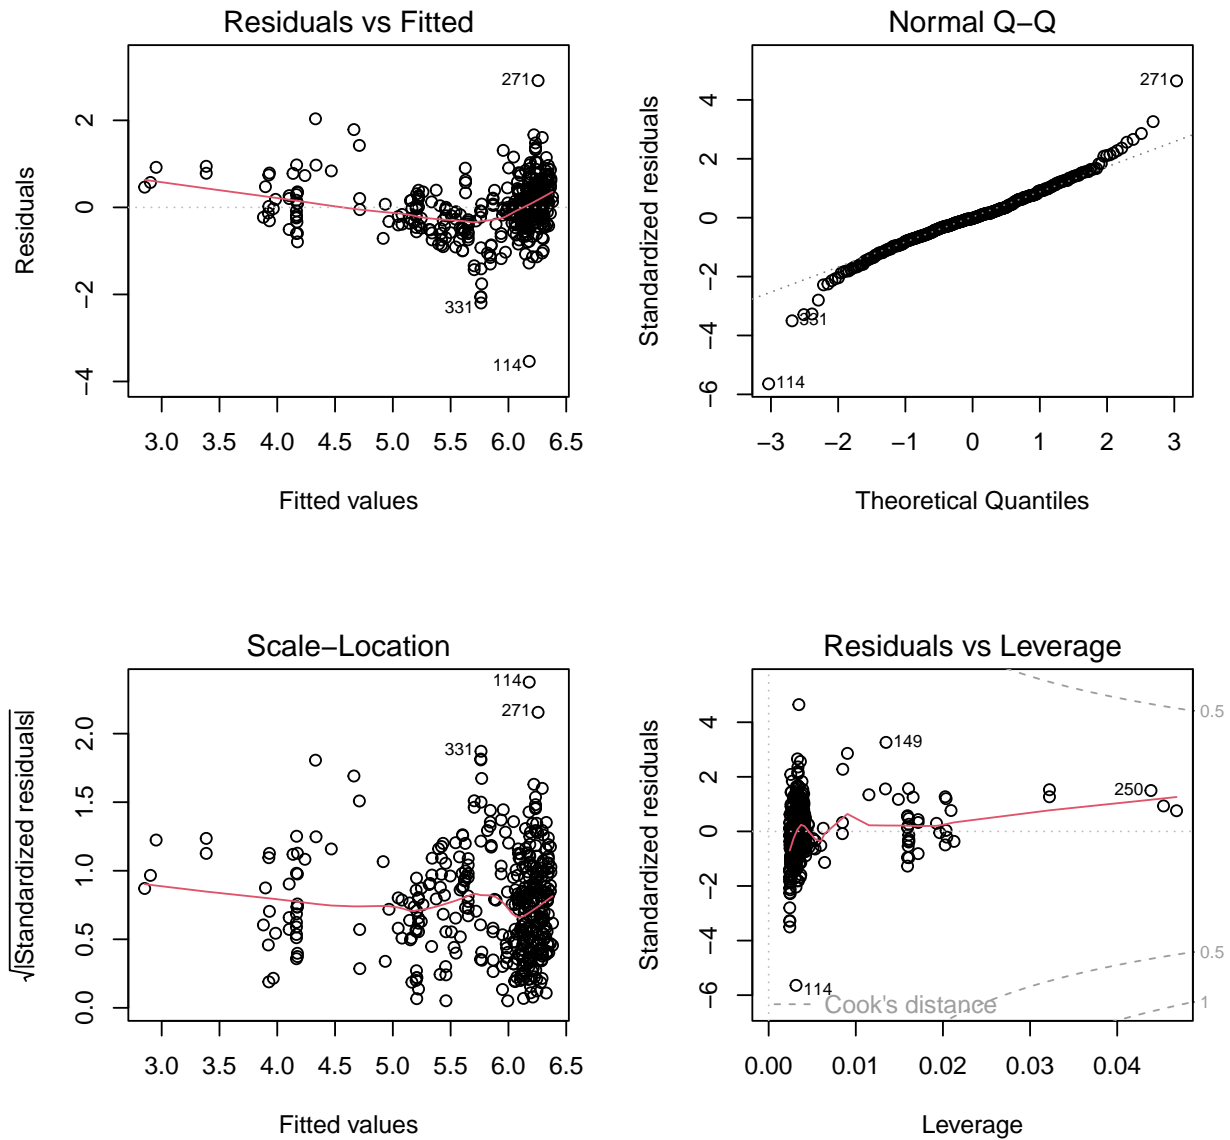 Residuals vs Fitted
Residuals
2
0
−2
−4
271
331
114
3.0 3.5 4.0 4.5 5.0 5.5 6.0 6.5
Fitted values
Normal Q−Q
Standardized residuals
4
2
0
−2
−4
−6
271
331
114
−3 −2 −1 0 1 2 3
Theoretical Quantiles
Scale−Location
√|Standardized residuals|
2.0
1.5
1.0
0.5
0.0
114
271
331
3.0 3.5 4.0 4.5 5.0 5.5 6.0 6.5
Fitted values
Residuals vs Leverage
Standardized residuals
4
2
0
−2
−4
−6
149
250
114
0.5
0.5
1
Cook's distance
0.00 0.01 0.02 0.03 0.04
Leverage